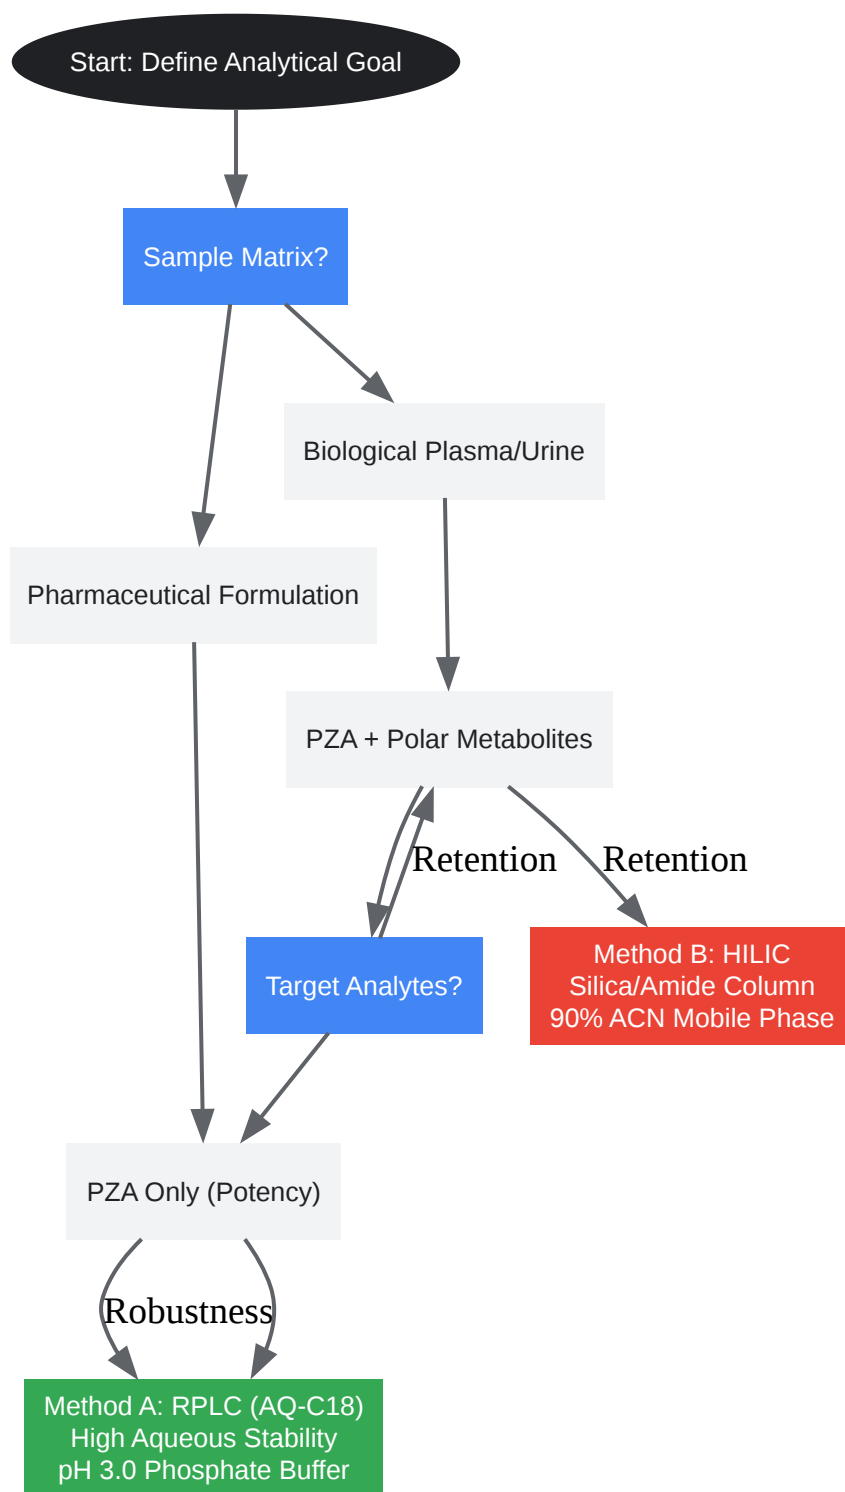 Start: Define Analytical Goal
Sample Matrix?
Biological Plasma/Urine
Pharmaceutical Formulation
PZA + Polar Metabolites
Retention
Retention
Target Analytes?
Method B: HILIC
Silica/Amide Column
90% ACN Mobile Phase
PZA Only (Potency)
Robustness
Method A: RPLC (AQ-C18)
High Aqueous Stability
pH 3.0 Phosphate Buffer